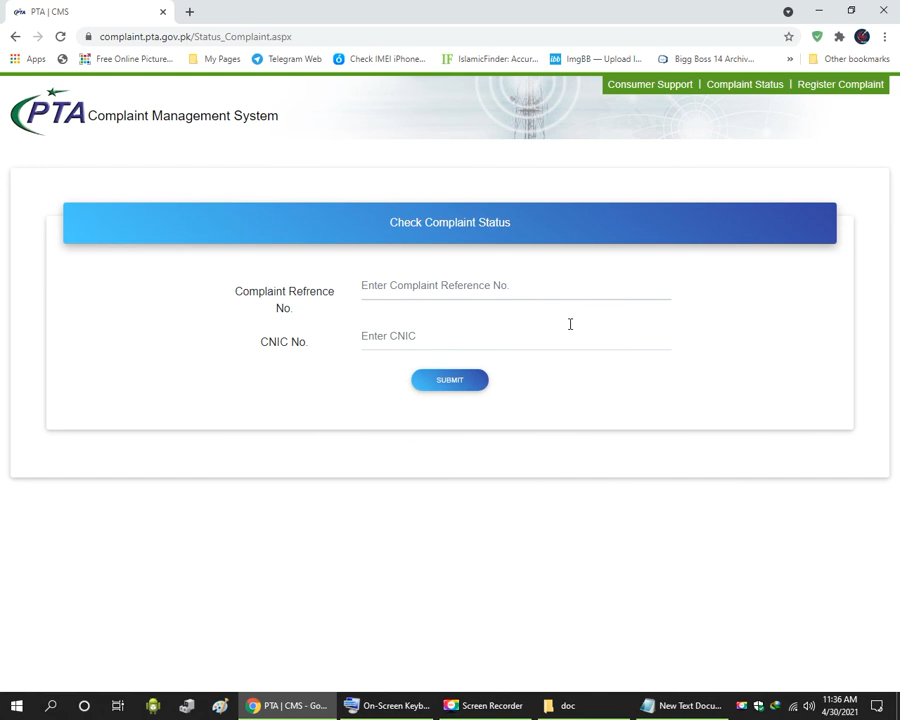 PTA | CMS
complaint.pta.gov.pk/Status_Complaint.aspx
Apps
Free Online Picture...
My Pages
Telegram Web
Check IMEI iPhone...
IslamicFinder: Accur...
ImgBB — Upload I...
Bigg Boss 14 Archiv...
»
Other bookmarks
Consumer Support | Complaint Status | Register Complaint
PTA Complaint Management System
Check Complaint Status
Complaint Refrence
No.
Enter Complaint Reference No.
CNIC No.
Enter CNIC
SUBMIT
PTA | CMS - Go...
On-Screen Keyb...
Screen Recorder
doc
New Text Docu...
11:36 AM
4/30/2021